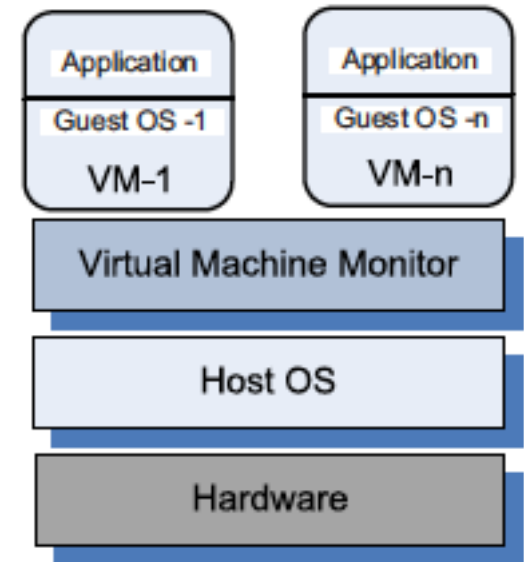 Application
Application
Guest OS -1
Guest OS -n
VM-1
VM-n
Virtual Machine Monitor
Host OS
Hardware